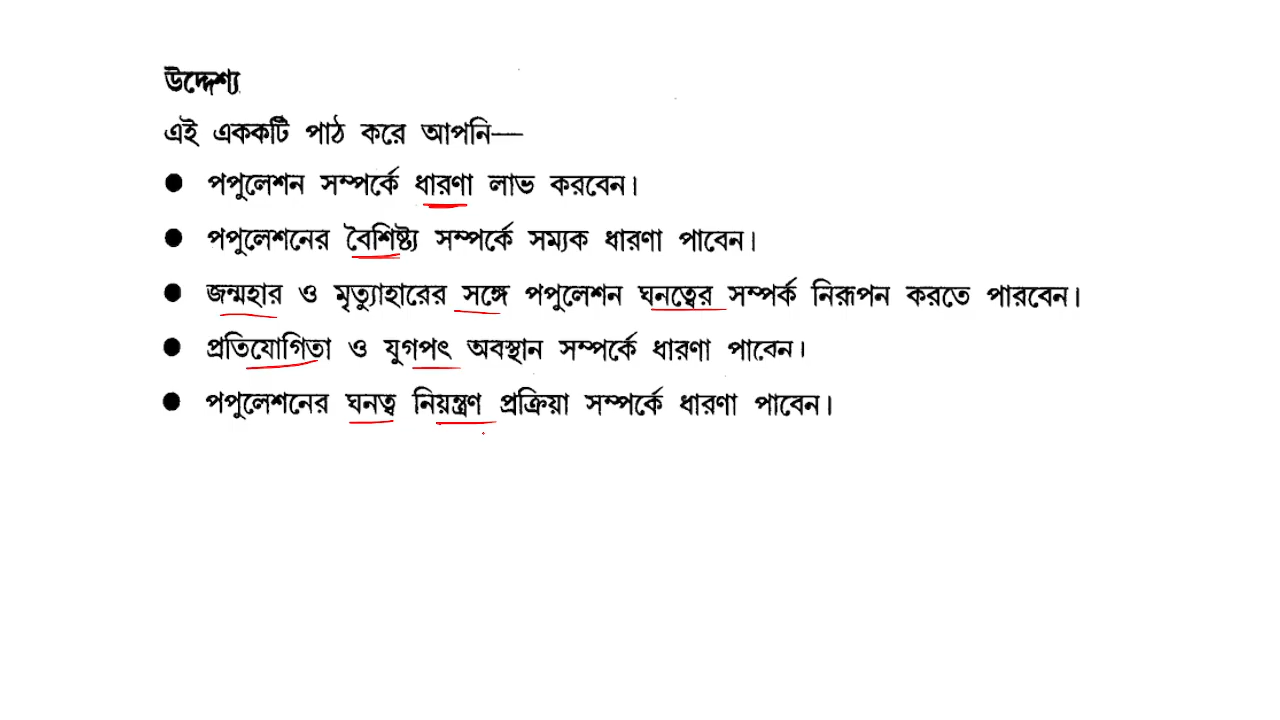 উদ্দেশ্য
এই এককটি পাঠ করে আপনি—
● পপুলেশন সম্পর্কে ধারণা লাভ করবেন।
● পপুলেশনের বৈশিষ্ট্য সম্পর্কে সম্যক ধারণা পাবেন।
● জন্মহার ও মৃত্যুাহারের সঙ্গে পপুলেশন ঘনত্বের সম্পর্ক নিরূপন করতে পারবেন।
● প্রতিযোগিতা ও যুগপৎ অবস্থান সম্পর্কে ধারণা পাবেন।
● পপুলেশনের ঘনত্ব নিয়ন্ত্রণ প্রক্রিয়া সম্পর্কে ধারণা পাবেন।